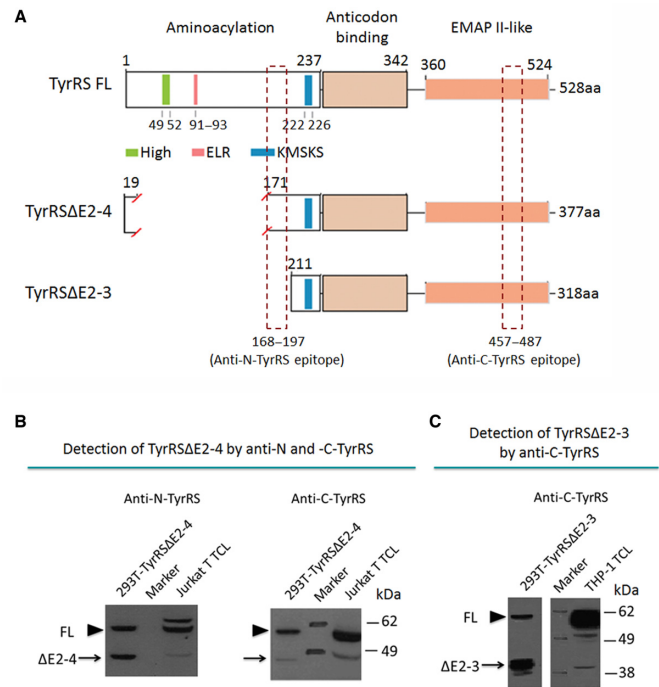 A
Aminoacylation
Anticodon
binding
EMAP II-like
1
237
342
360
524
TyrRS FL
528aa
49 52
91–93
222 226
High
ELR
KMSKS
19
171
TyrRSΔE2-4
377aa
211
TyrRSΔE2-3
318aa
168–197
(Anti-N-TyrRS epitope)
457–487
(Anti-C-TyrRS epitope)
B
Detection of TyrRSΔE2-4 by anti-N and -C-TyrRS
Anti-N-TyrRS
293T-TyrRSΔE2-4
Marker
Jurkat T TCL
FL
ΔE2-4
Anti-C-TyrRS
293T-TyrRSΔE2-4
Marker
Jurkat T TCL
kDa
62
49
C
Detection of TyrRSΔE2-3
by anti-C-TyrRS
Anti-C-TyrRS
293T-TyrRSΔE2-3
Marker
THP-1 TCL
kDa
FL
62
49
ΔE2-3
38